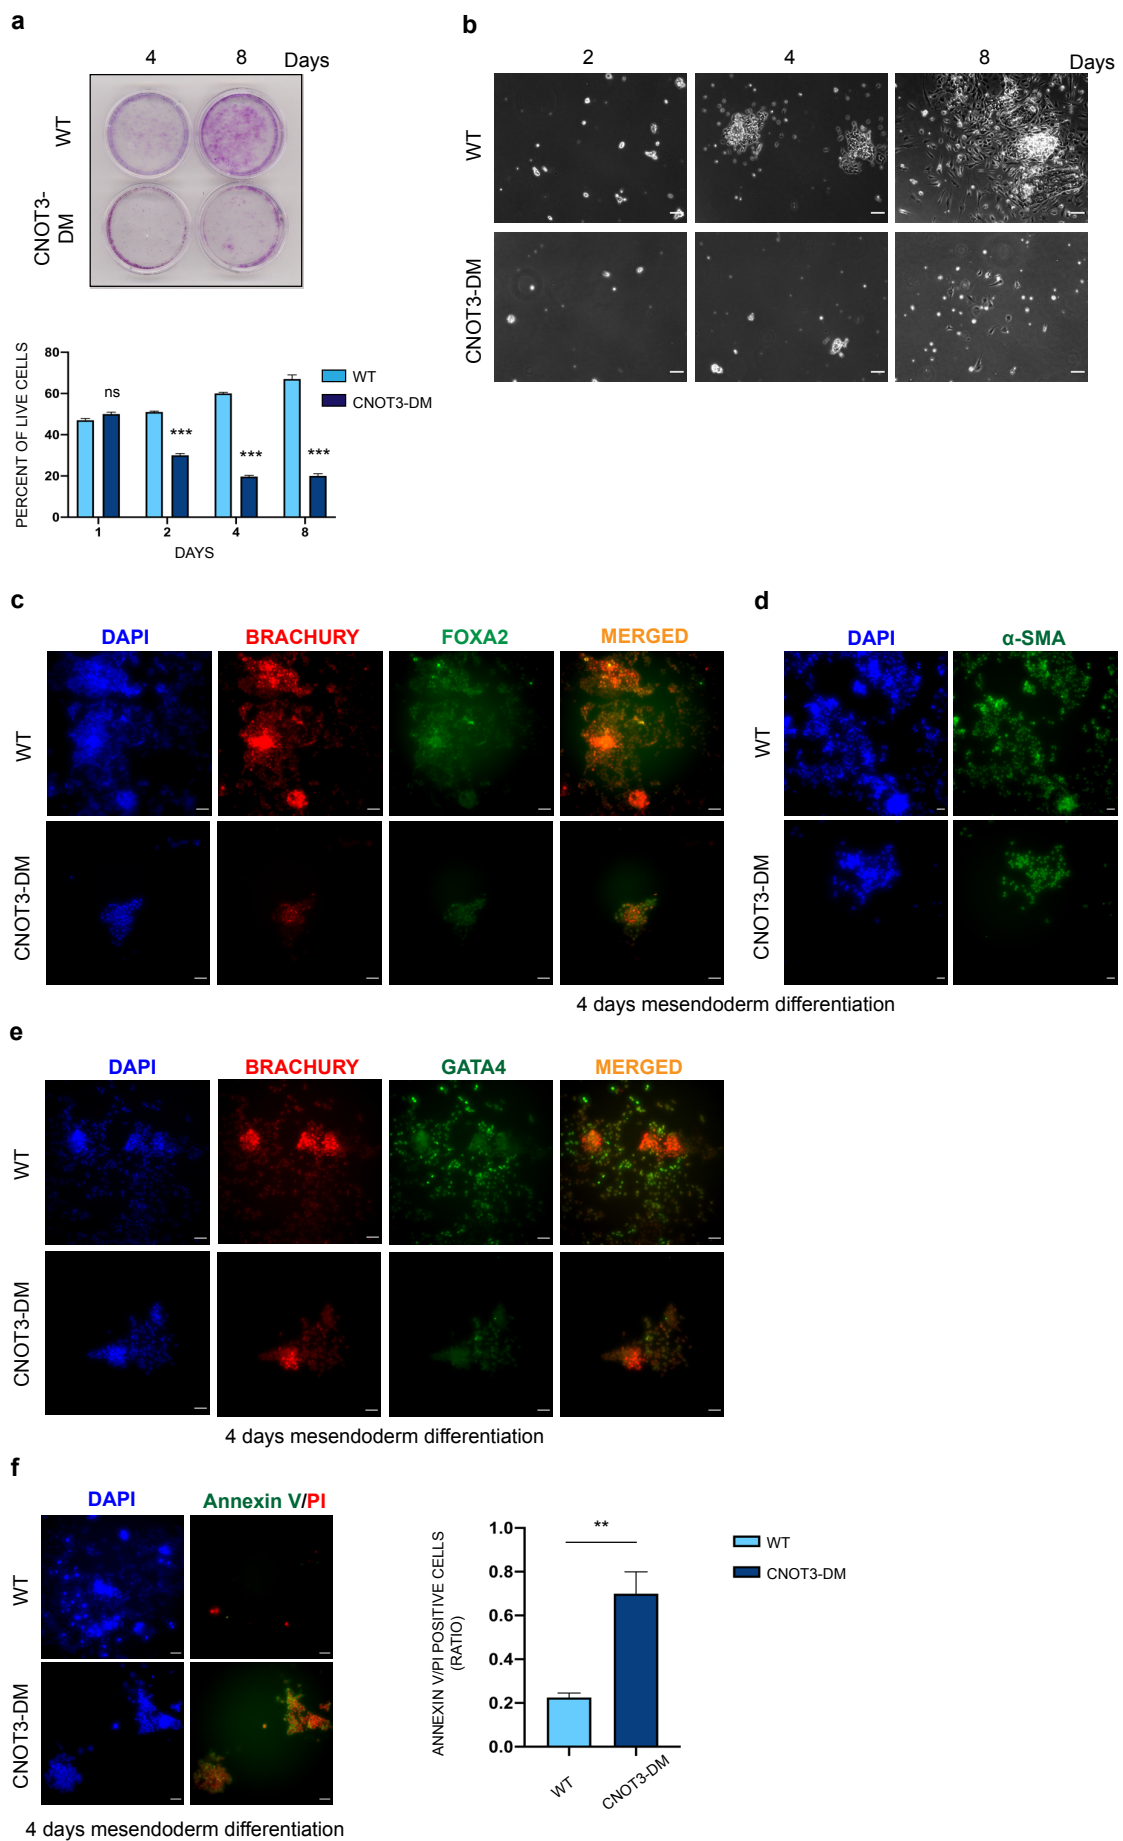 a
4 8 Days
WT
CNOT3-
DM
PERCENT OF LIVE CELLS
80
60
40
20
0
ns
***
***
***
1 2 4 8
DAYS
WT
CNOT3-DM
b
2 4 8 Days
WT
CNOT3-DM
c
DAPI BRACHURY FOXA2 MERGED
WT
CNOT3-DM
d
DAPI α-SMA
WT
CNOT3-DM
4 days mesendoderm differentiation
e
DAPI BRACHURY GATA4 MERGED
WT
CNOT3-DM
4 days mesendoderm differentiation
f
DAPI Annexin V/PI
WT
CNOT3-DM
4 days mesendoderm differentiation
ANNEXIN V/PI POSITIVE CELLS
(RATIO)
1.0
0.8
0.6
0.4
0.2
0.0
**
WT
CNOT3-DM
WT
CNOT3-DM